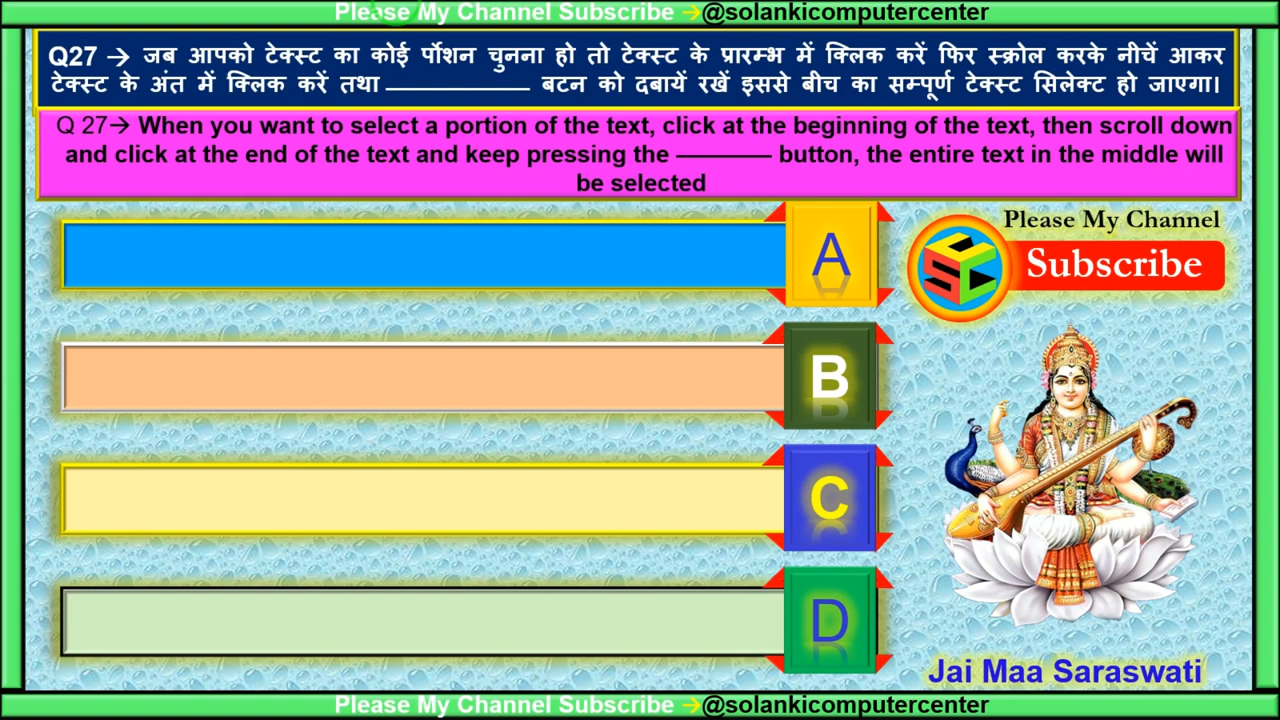 Please My Channel Subscribe →@solankicomputercenter
Q27 → जब आपको टेक्स्ट का कोई पोर्शन चुनना हो तो टेक्स्ट के प्रारम्भ में क्लिक करें फिर स्क्रोल करके नीचें आकर
टेक्स्ट के अंत में क्लिक करें तथा ____________ बटन को दबायें रखें इससे बीच का सम्पूर्ण टेक्स्ट सिलेक्ट हो जाएगा।
Q 27→ When you want to select a portion of the text, click at the beginning of the text, then scroll down
and click at the end of the text and keep pressing the ———— button, the entire text in the middle will
be selected
A
B
C
D
Please My Channel
Subscribe
CSC
Jai Maa Saraswati
Please My Channel Subscribe →@solankicomputercenter